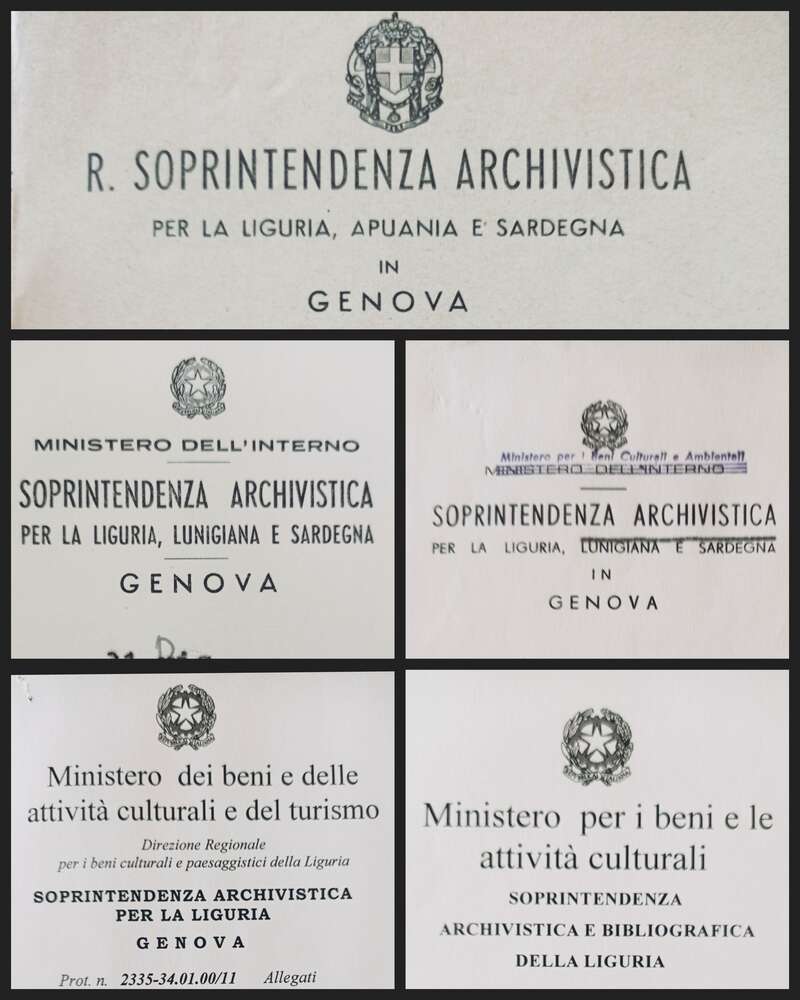 R. SOPRINTENDENZA ARCHIVISTICA
PER LA LIGURIA, APUANIA E SARDEGNA
IN
GENOVA
MINISTERO DELL'INTERNO
SOPRINTENDENZA ARCHIVISTICA
PER LA LIGURIA, LUNIGIANA E SARDEGNA
GENOVA
Ministero per i Beni Culturali e Ambientali
MINISTERO DELL'INTERNO
SOPRINTENDENZA ARCHIVISTICA
PER LA LIGURIA, LUNIGIANA E SARDEGNA
IN
GENOVA
Ministero dei beni e delle
attività culturali e del turismo
Direzione Regionale
per i beni culturali e paesaggistici della Liguria
SOPRINTENDENZA ARCHIVISTICA
PER LA LIGURIA
GENOVA
Prot. n. 2335-34.01.00/11 Allegati
Ministero per i beni e le
attività culturali
SOPRINTENDENZA
ARCHIVISTICA E BIBLIOGRAFICA
DELLA LIGURIA